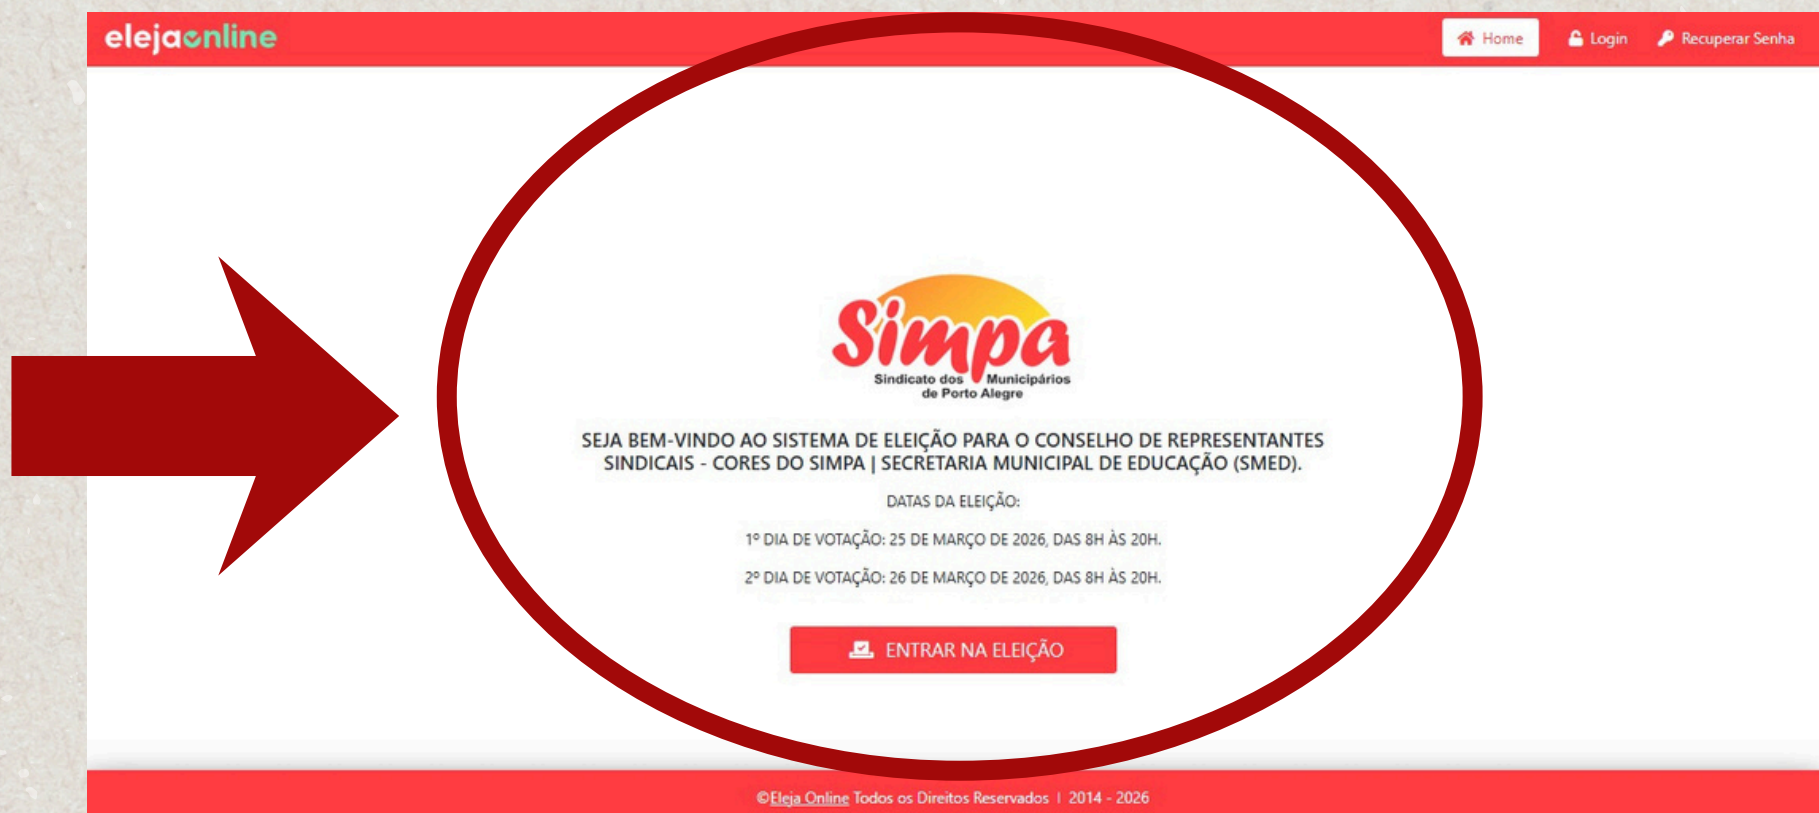 elejaonline
Home
Login
Recuperar Senha
Simpa
Sindicato dos Municipários
de Porto Alegre
SEJA BEM-VINDO AO SISTEMA DE ELEIÇÃO PARA O CONSELHO DE REPRESENTANTES
SINDICAIS - CORES DO SIMPA | SECRETARIA MUNICIPAL DE EDUCAÇÃO (SMED).
DATAS DA ELEIÇÃO:
1º DIA DE VOTAÇÃO: 25 DE MARÇO DE 2026, DAS 8H ÀS 20H.
2º DIA DE VOTAÇÃO: 26 DE MARÇO DE 2026, DAS 8H ÀS 20H.
ENTRAR NA ELEIÇÃO
©Eleja Online Todos os Direitos Reservados | 2014 - 2026